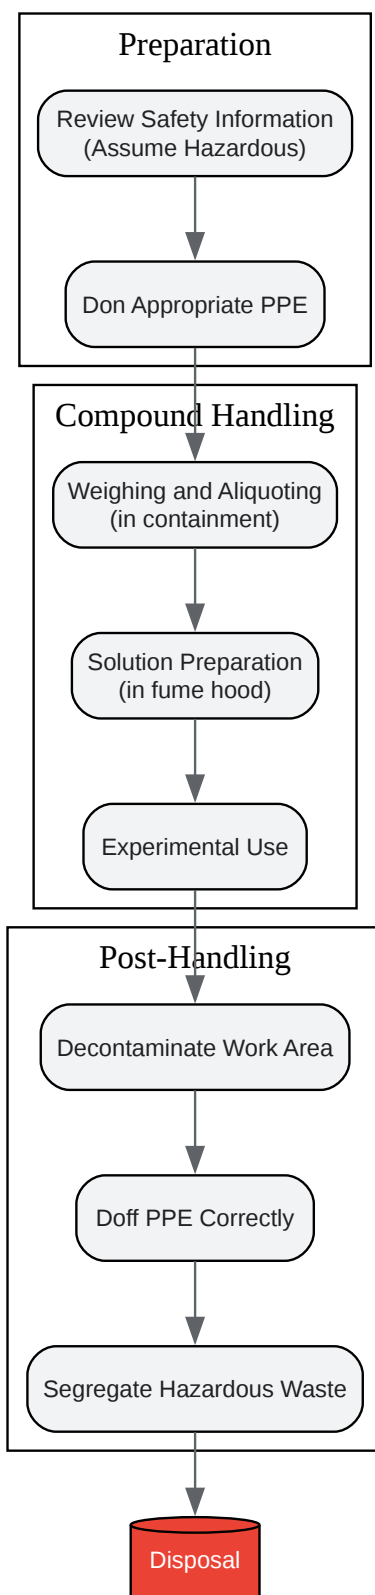 Preparation
Review Safety Information
(Assume Hazardous)
Don Appropriate PPE
Compound Handling
Weighing and Aliquoting
(in containment)
Solution Preparation
(in fume hood)
Experimental Use
Post-Handling
Decontaminate Work Area
Doff PPE Correctly
Segregate Hazardous Waste
Disposal